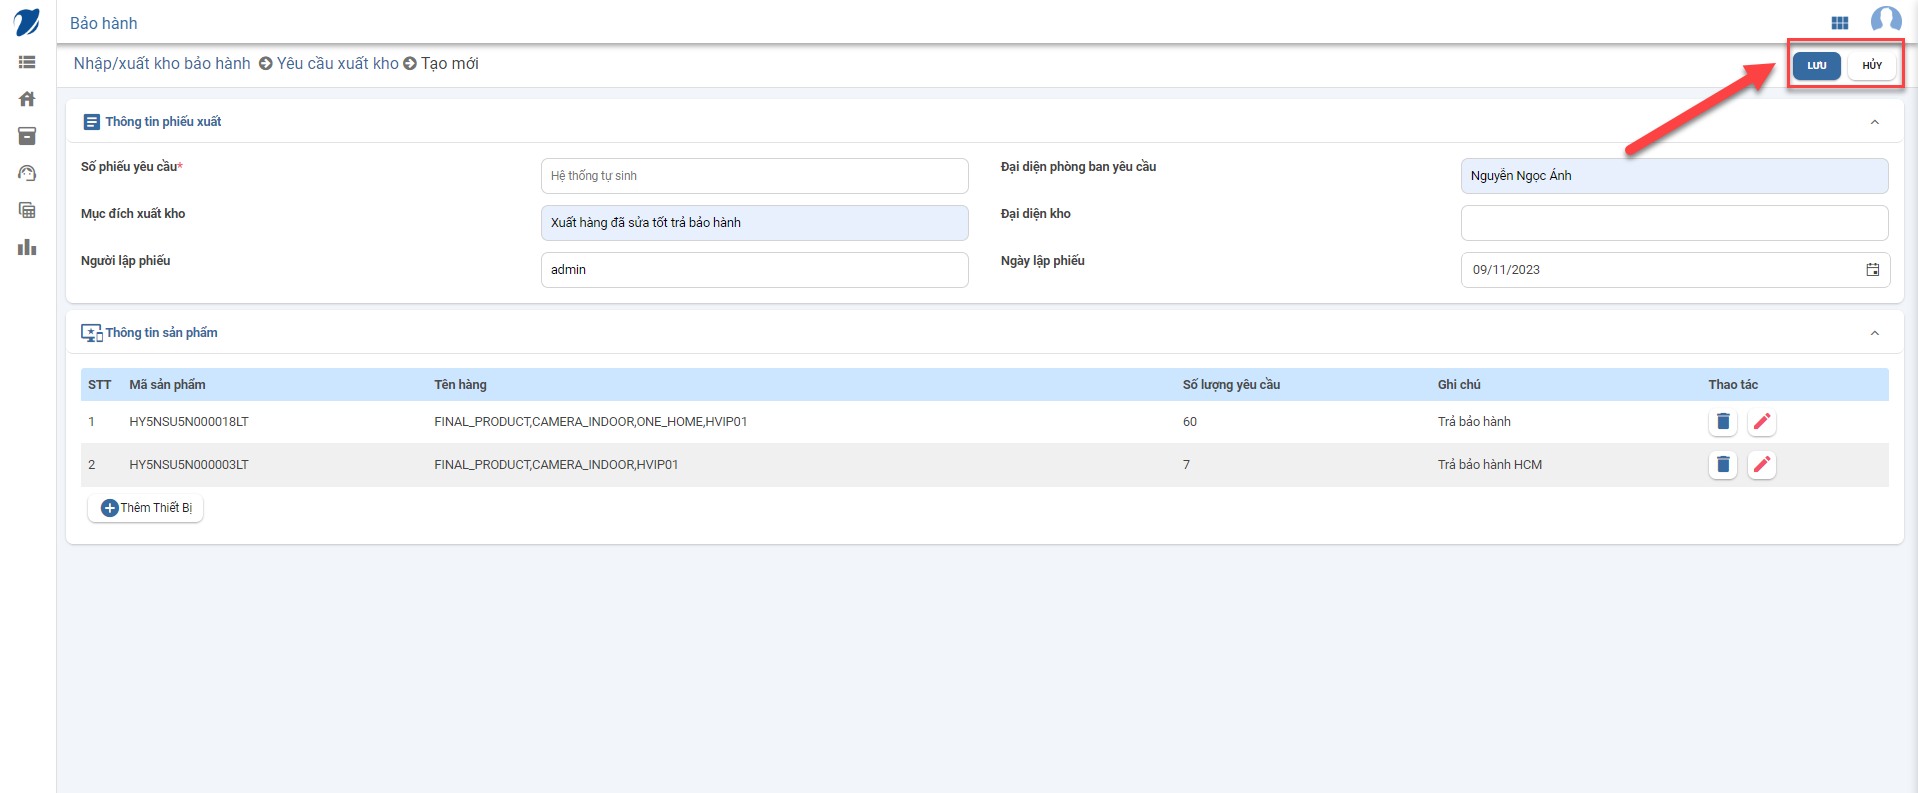 Bảo hành
Nhập/xuất kho bảo hành Yêu cầu xuất kho Tạo mới
LƯU HỦY
Thông tin phiếu xuất
Số phiếu yêu cầu* Hệ thống tự sinh Đại diện phòng ban yêu cầu Nguyễn Ngọc Ánh
Mục đích xuất kho Xuất hàng đã sửa tốt trả bảo hành Đại diện kho
Người lập phiếu admin Ngày lập phiếu 09/11/2023
Thông tin sản phẩm
STT Mã sản phẩm Tên hàng Số lượng yêu cầu Ghi chú Thao tác
1 HY5NSU5N000018LT FINAL_PRODUCT,CAMERA_INDOOR,ONE_HOME,HVIP01 60 Trả bảo hành
2 HY5NSU5N000003LT FINAL_PRODUCT,CAMERA_INDOOR,HVIP01 7 Trả bảo hành HCM
Thêm Thiết Bị